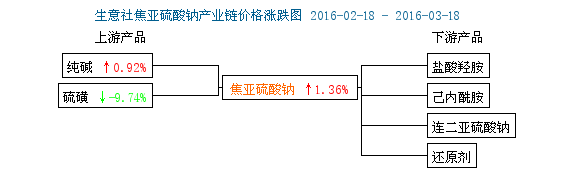 生意社焦亚硫酸钠产业链价格涨跌图 2016-02-18 - 2016-03-18
上游产品
下游产品
纯碱 ↑0.92%
硫磺 ↓-9.74%
焦亚硫酸钠 ↑1.36%
盐酸羟胺
己内酰胺
连二亚硫酸钠
还原剂